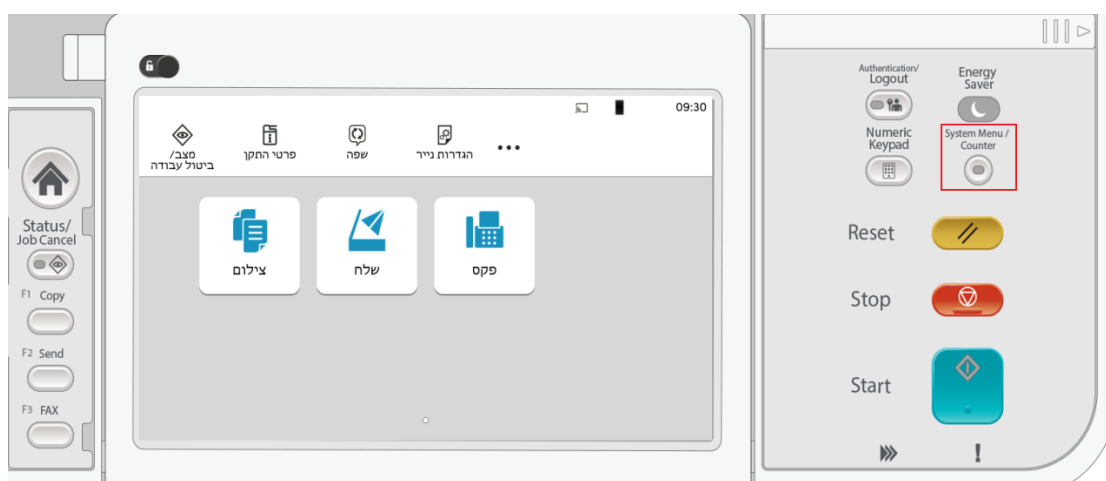 09:30
מצב/
ביטול עבודה
פרטי התקן
שפה
הגדרות נייר
צילום
שלח
פקס
Status/
Job Cancel
F1 Copy
F2 Send
F3 FAX
Authentication/
Logout
Energy
Saver
Numeric
Keypad
System Menu /
Counter
Reset
Stop
Start